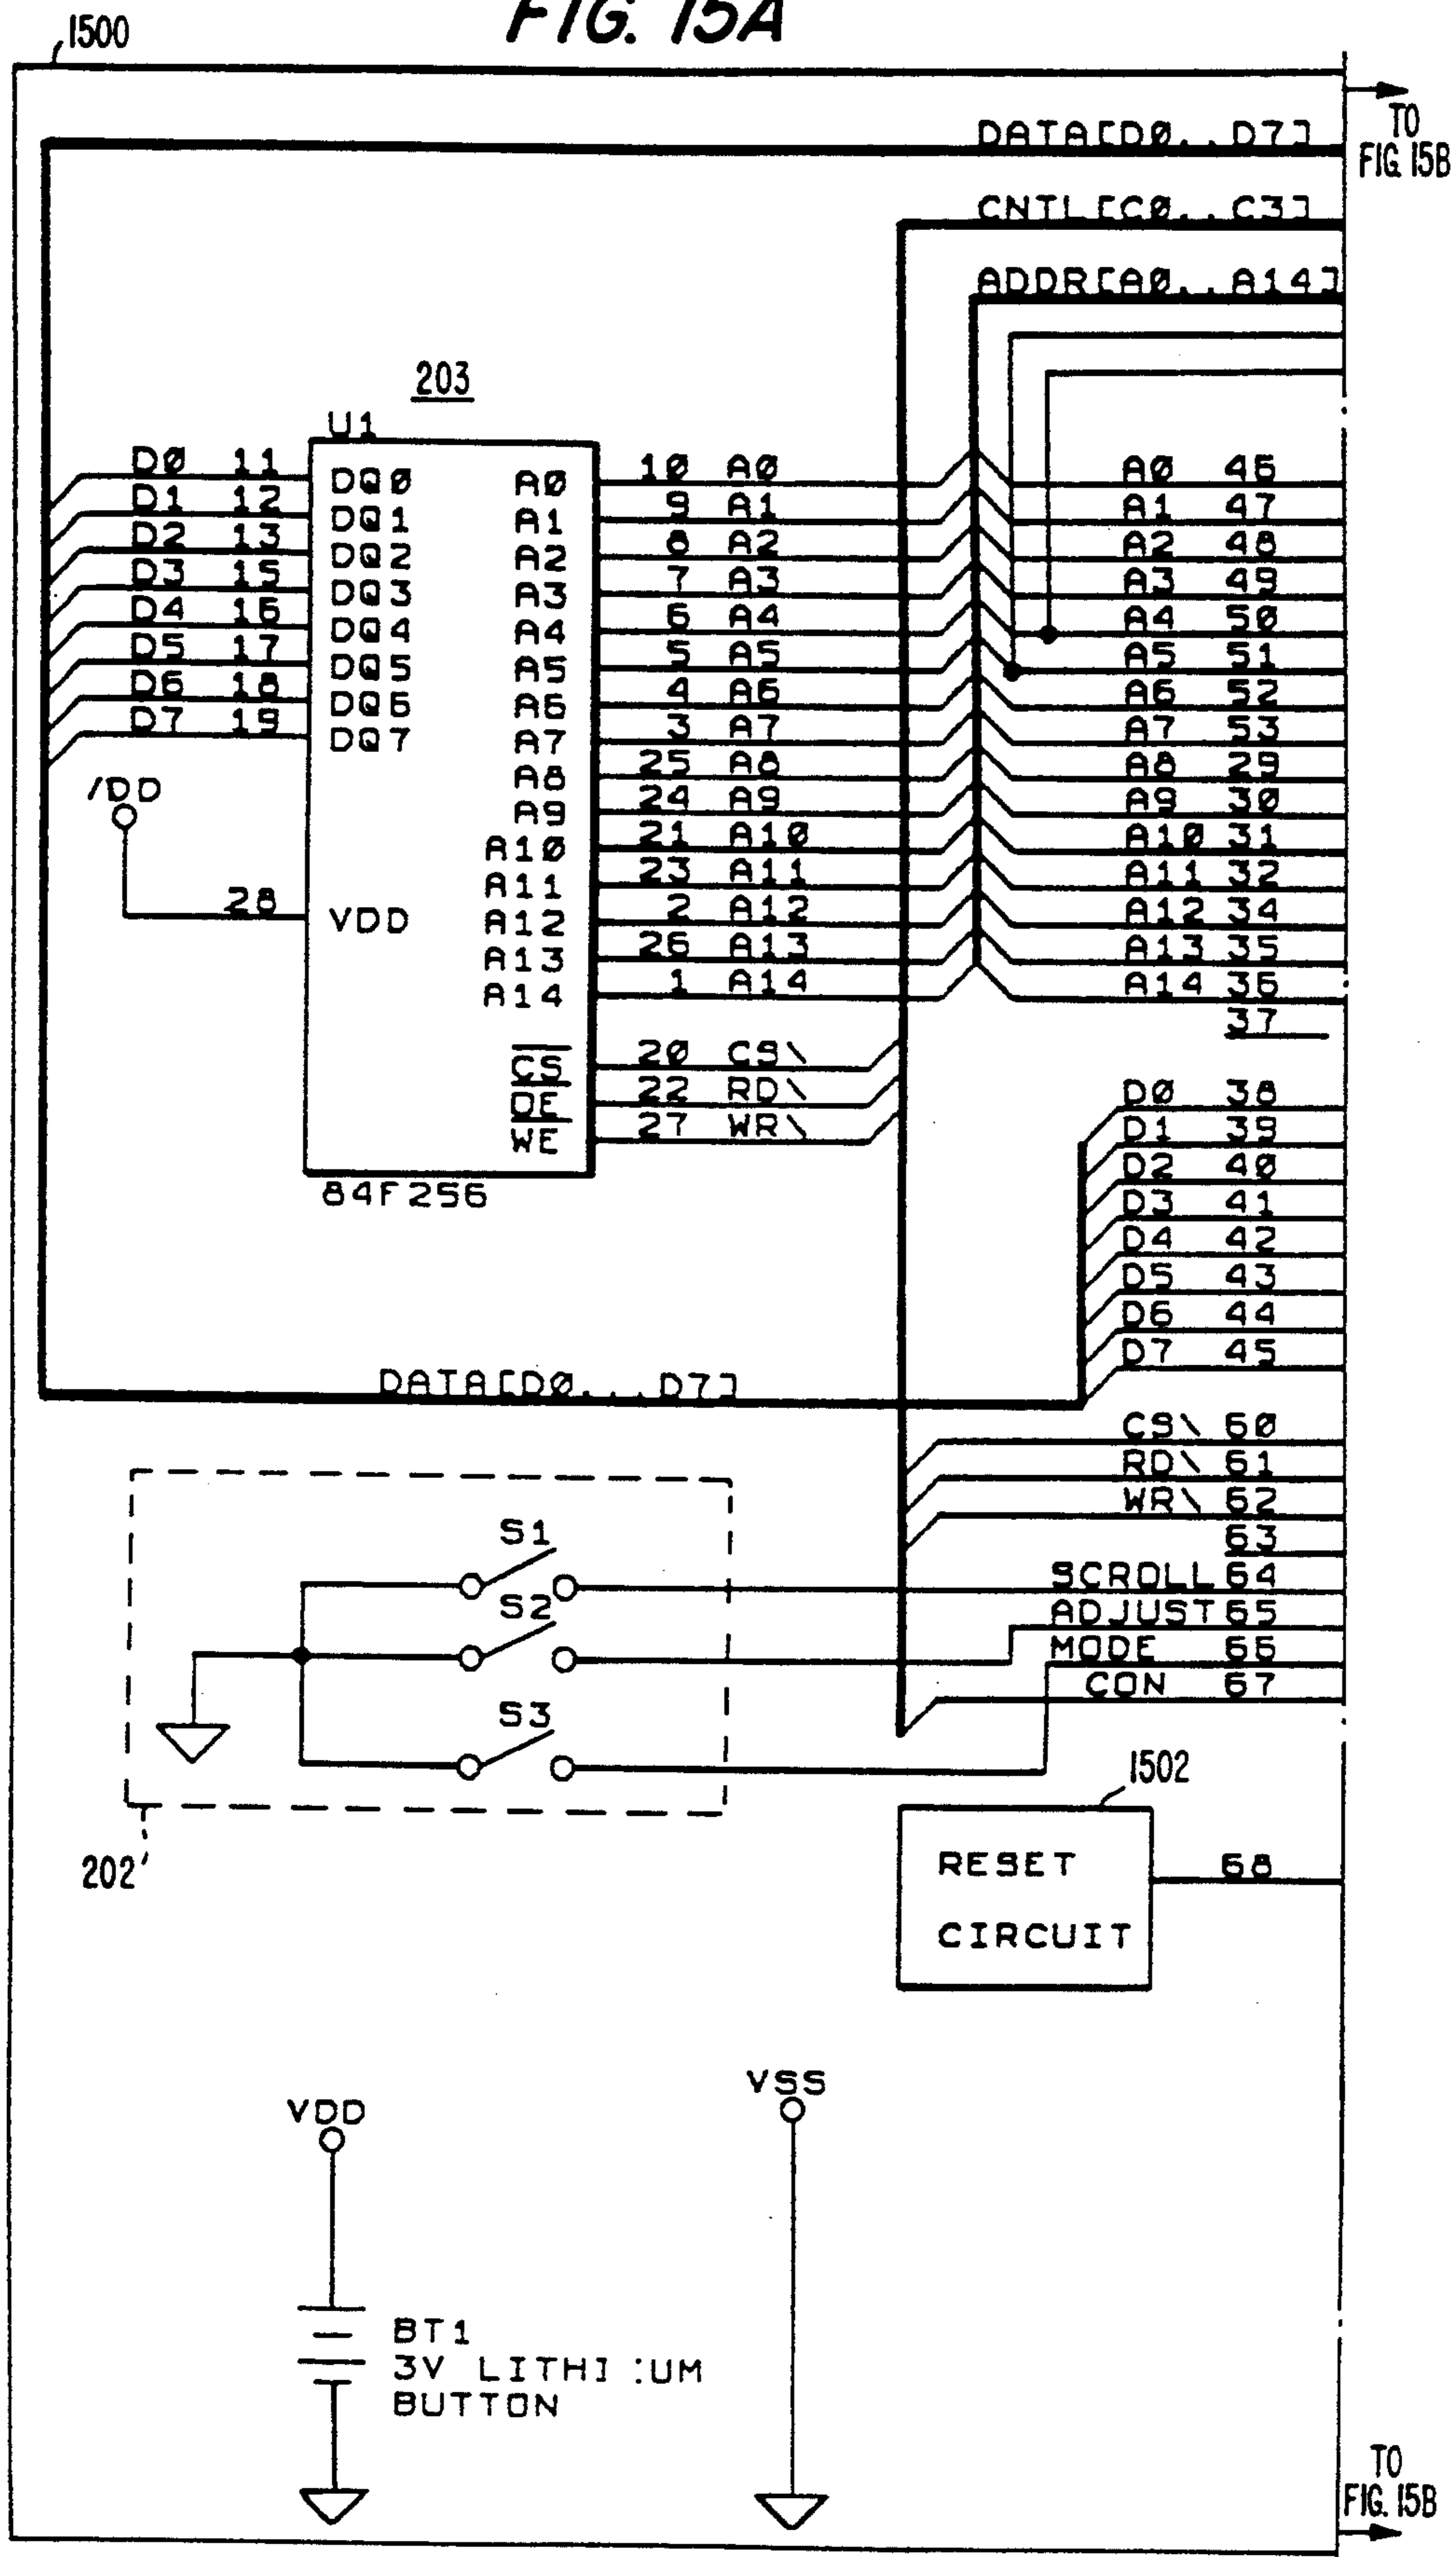 FIG. 15A
1500
TO
FIG. 15B
DATA[D0..D7]
CNTL[C0..C3]
ADDR[A0..A14]
203
U1
D0 11
D1 12
D2 13
D3 15
D4 16
D5 17
D6 18
D7 19
DQ0
DQ1
DQ2
DQ3
DQ4
DQ5
DQ6
DQ7
/DD
28
VDD
A0
A1
A2
A3
A4
A5
A6
A7
A8
A9
A10
A11
A12
A13
A14
CS
OE
WE
84F256
10 A0
9 A1
8 A2
7 A3
6 A4
5 A5
4 A6
3 A7
25 A8
24 A9
21 A10
23 A11
2 A12
26 A13
1 A14
20 CS\
22 RD\
27 WR\
A0 46
A1 47
A2 48
A3 49
A4 50
A5 51
A6 52
A7 53
A8 29
A9 30
A10 31
A11 32
A12 34
A13 35
A14 36
37
D0 38
D1 39
D2 40
D3 41
D4 42
D5 43
D6 44
D7 45
DATA[D0...D7]
CS\ 60
RD\ 61
WR\ 62
63
SCROLL 64
ADJUST 65
MODE 66
CON 67
S1
S2
S3
202'
1502
RESET
CIRCUIT
68
VDD
VSS
BT1
3V LITHI:UM
BUTTON
TO
FIG. 15B